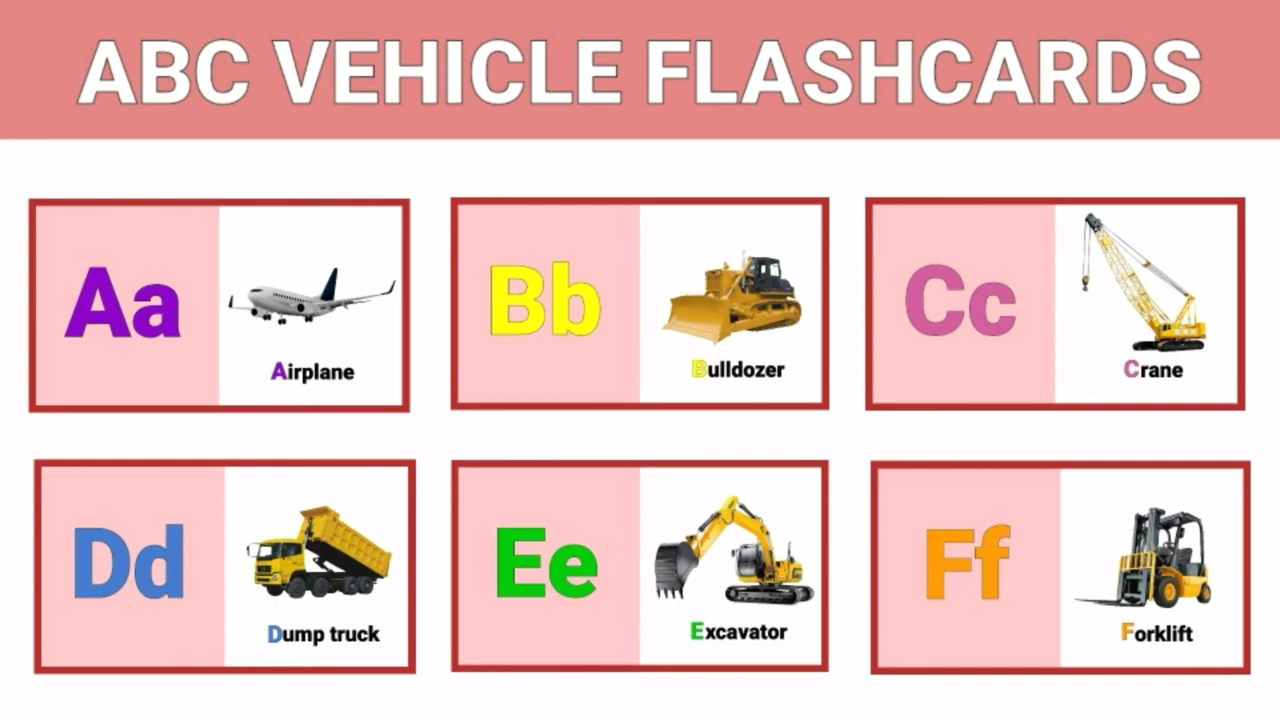 ABC VEHICLE FLASHCARDS
Aa
Airplane
Bb
Bulldozer
Cc
Crane
Dd
Dump truck
Ee
Excavator
Ff
Forklift